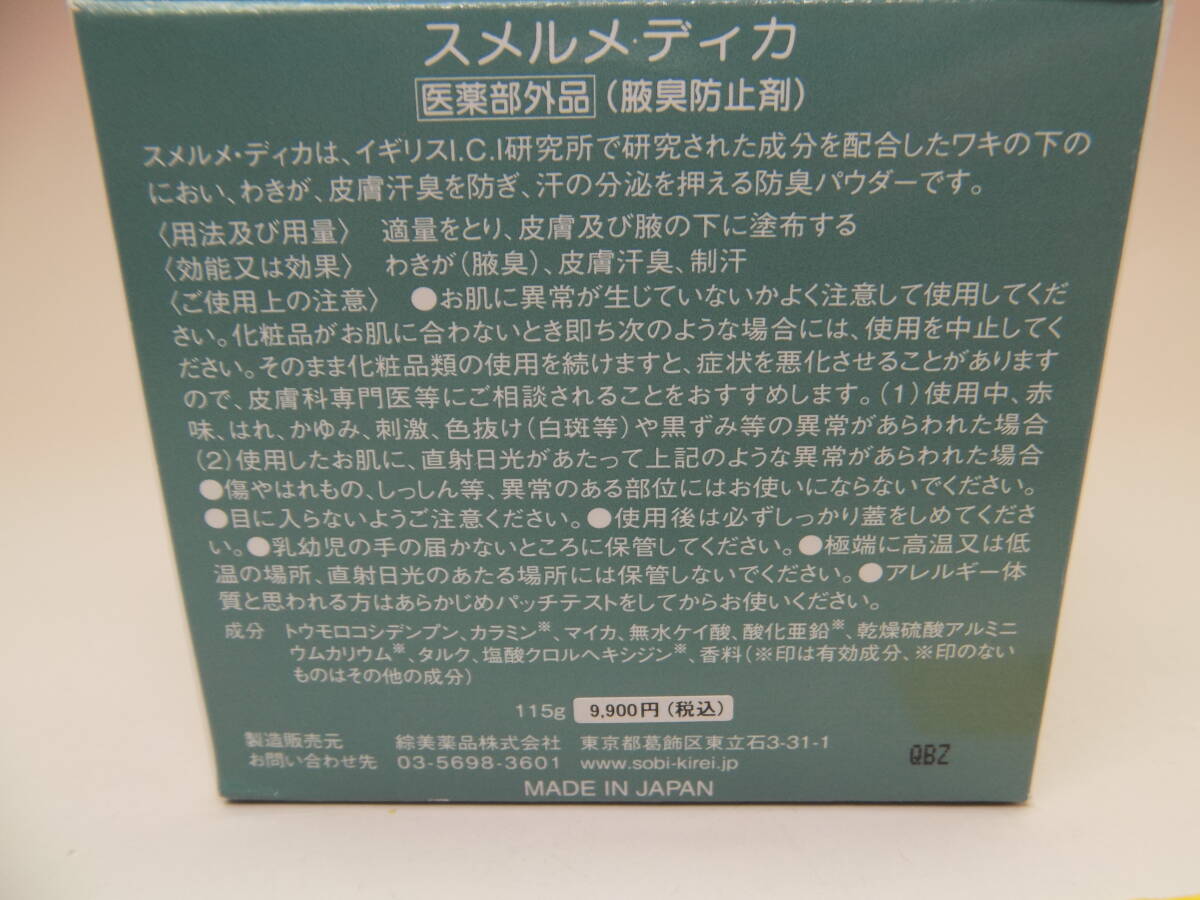 スメルメ・ディカ
医薬部外品 (腋臭防止剤)
スメルメ・ディカは、イギリスI.C.I研究所で研究された成分を配合したワキの下の
におい、わきが、皮膚汗臭を防ぎ、汗の分泌を押える防臭パウダーです。
〈用法及び用量〉 適量をとり、皮膚及び腋の下に塗布する
〈効能又は効果〉 わきが(腋臭)、皮膚汗臭、制汗
〈ご使用上の注意〉 ●お肌に異常が生じていないかよく注意して使用してくだ
さい。化粧品がお肌に合わないとき即ち次のような場合には、使用を中止してく
ださい。そのまま化粧品類の使用を続けますと、症状を悪化させることがあります
ので、皮膚科専門医等にご相談されることをおすすめします。(1)使用中、赤
味、はれ、かゆみ、刺激、色抜け(白斑等)や黒ずみ等の異常があらわれた場合
(2)使用したお肌に、直射日光があたって上記のような異常があらわれた場合
●傷やはれもの、しっしん等、異常のある部位にはお使いにならないでください。
●目に入らないようご注意ください。●使用後は必ずしっかり蓋をしめてくださ
い。●乳幼児の手の届かないところに保管してください。●極端に高温又は低
温の場所、直射日光のあたる場所には保管しないでください。●アレルギー体
質と思われる方はあらかじめパッチテストをしてからお使いください。
成分 トウモロコシデンプン、カラミン※、マイカ、無水ケイ酸、酸化亜鉛※、乾燥硫酸アルミニ
ウムカリウム※、タルク、塩酸クロルヘキシジン※、香料(※印は有効成分、※印のない
ものはその他の成分)
115g 9,900円(税込)
製造販売元 綜美薬品株式会社 東京都葛飾区東立石3-31-1
お問い合わせ先 03-5698-3601 www.sobi-kirei.jp
QBZ
MADE IN JAPAN